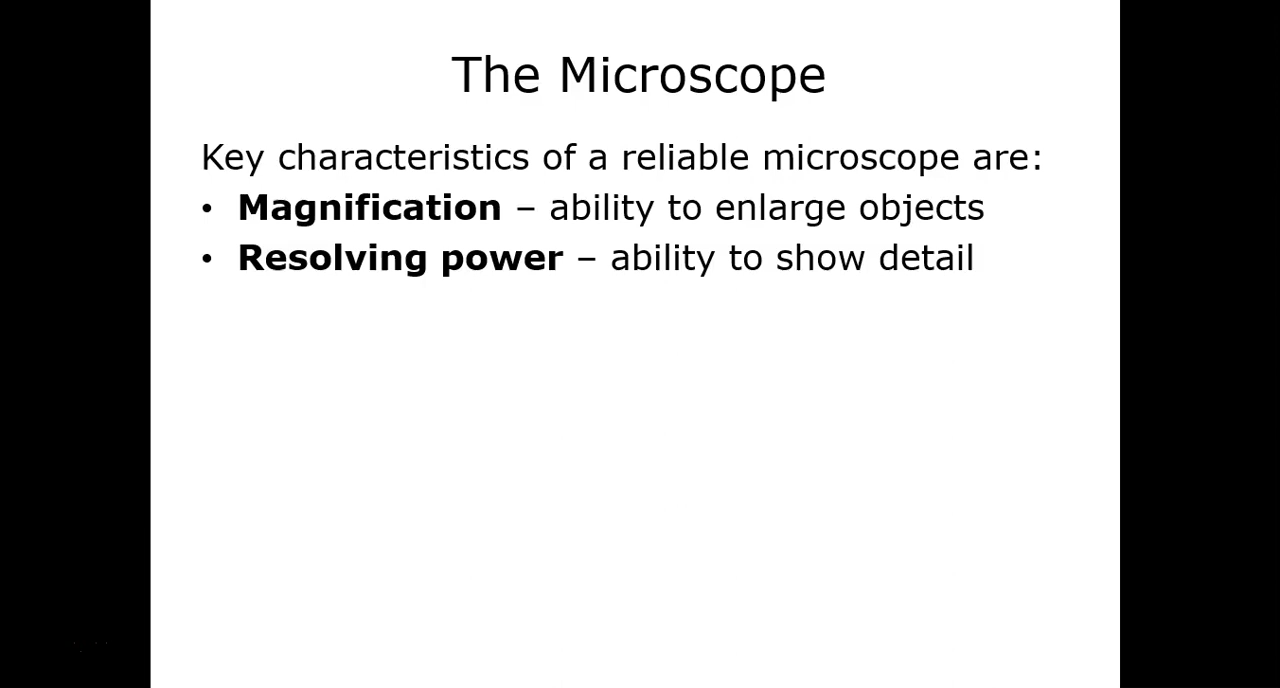 The Microscope
Key characteristics of a reliable microscope are:
• Magnification – ability to enlarge objects
• Resolving power – ability to show detail